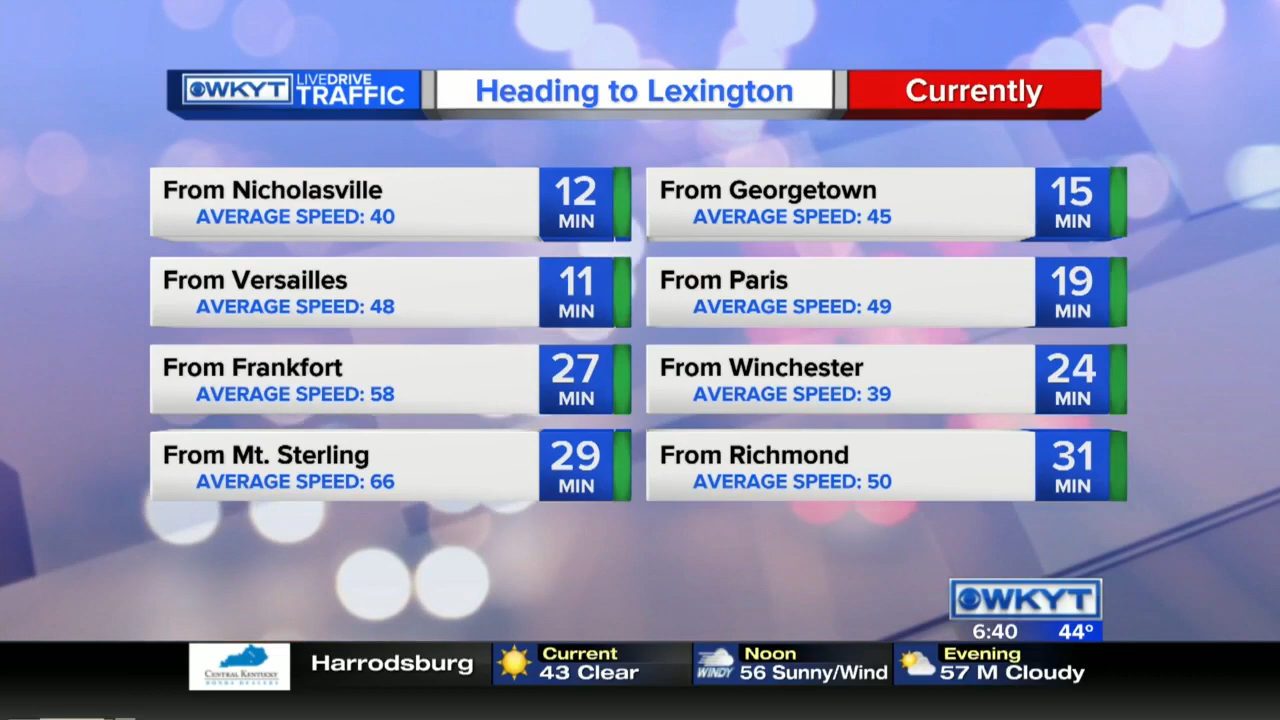 WKYT LIVEDRIVE TRAFFIC
Heading to Lexington
Currently
From Nicholasville
AVERAGE SPEED: 40
12 MIN
From Georgetown
AVERAGE SPEED: 45
15 MIN
From Versailles
AVERAGE SPEED: 48
11 MIN
From Paris
AVERAGE SPEED: 49
19 MIN
From Frankfort
AVERAGE SPEED: 58
27 MIN
From Winchester
AVERAGE SPEED: 39
24 MIN
From Mt. Sterling
AVERAGE SPEED: 66
29 MIN
From Richmond
AVERAGE SPEED: 50
31 MIN
WKYT
6:40 44°
CENTRAL KENTUCKY
Harrodsburg
Current
43 Clear
WINDY
Noon
56 Sunny/Wind
Evening
57 M Cloudy